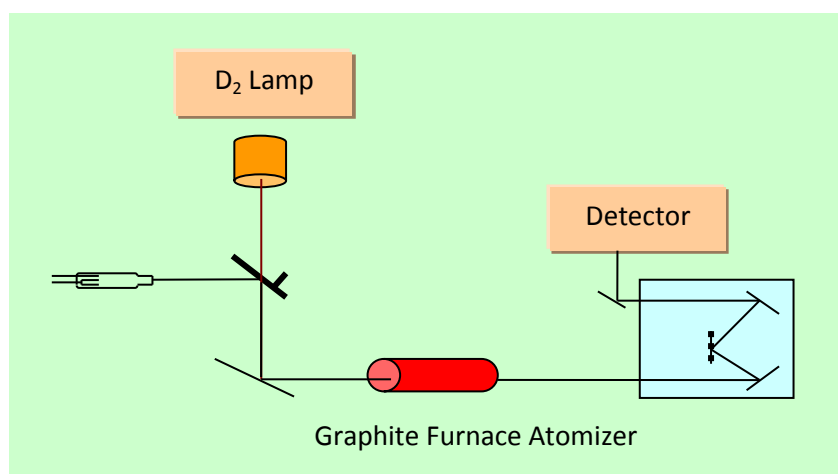 D₂ Lamp
Detector
Graphite Furnace Atomizer